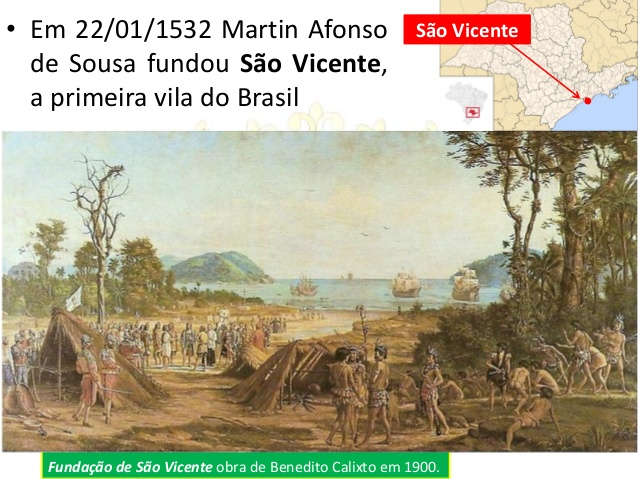 • Em 22/01/1532 Martin Afonso
de Sousa fundou São Vicente,
a primeira vila do Brasil
São Vicente
Fundação de São Vicente obra de Benedito Calixto em 1900.